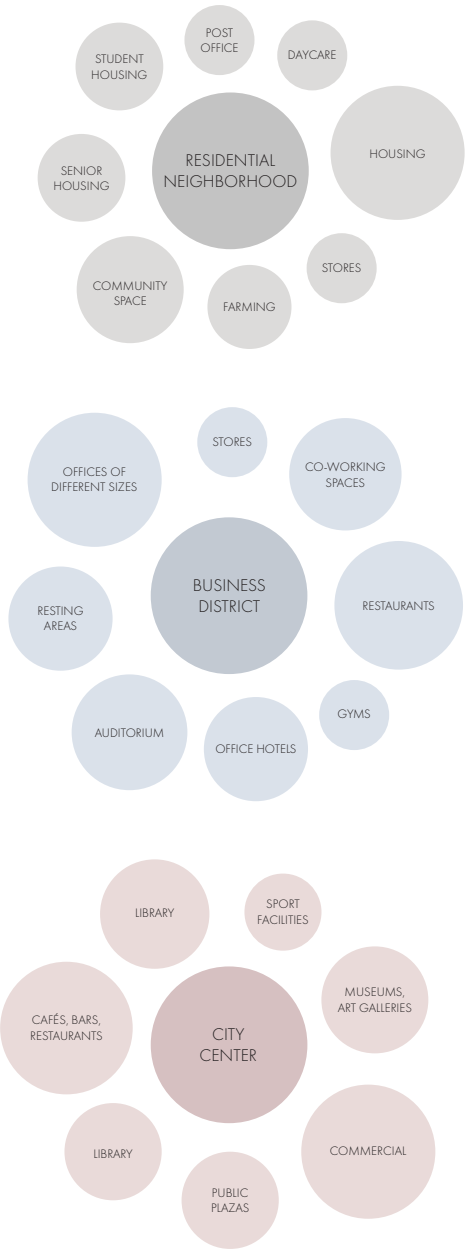 POST
OFFICE
STUDENT
HOUSING
DAYCARE
RESIDENTIAL
NEIGHBORHOOD
HOUSING
SENIOR
HOUSING
STORES
COMMUNITY
SPACE
FARMING
STORES
OFFICES OF
DIFFERENT SIZES
CO-WORKING
SPACES
BUSINESS
DISTRICT
RESTAURANTS
RESTING
AREAS
GYMS
AUDITORIUM
OFFICE HOTELS
LIBRARY
SPORT
FACILITIES
MUSEUMS,
ART GALLERIES
CAFÉS, BARS,
RESTAURANTS
CITY
CENTER
LIBRARY
COMMERCIAL
PUBLIC
PLAZAS